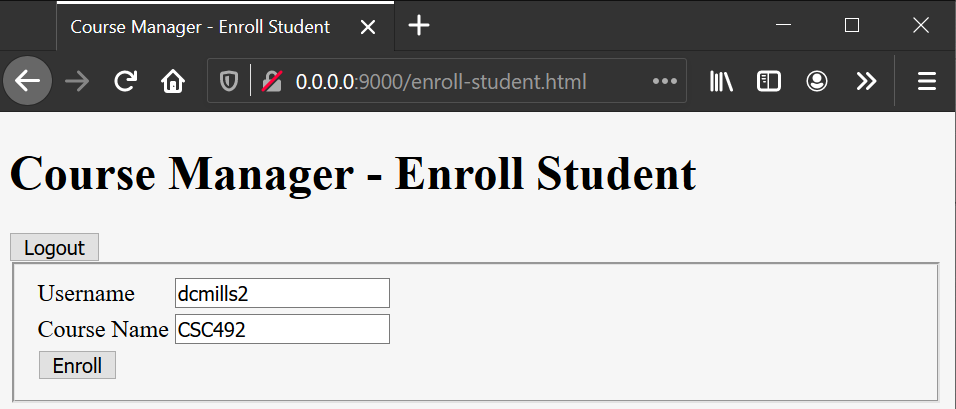 Course Manager - Enroll Student
0.0.0.0:9000/enroll-student.html
Course Manager - Enroll Student
Logout
Username dcmills2
Course Name CSC492
Enroll